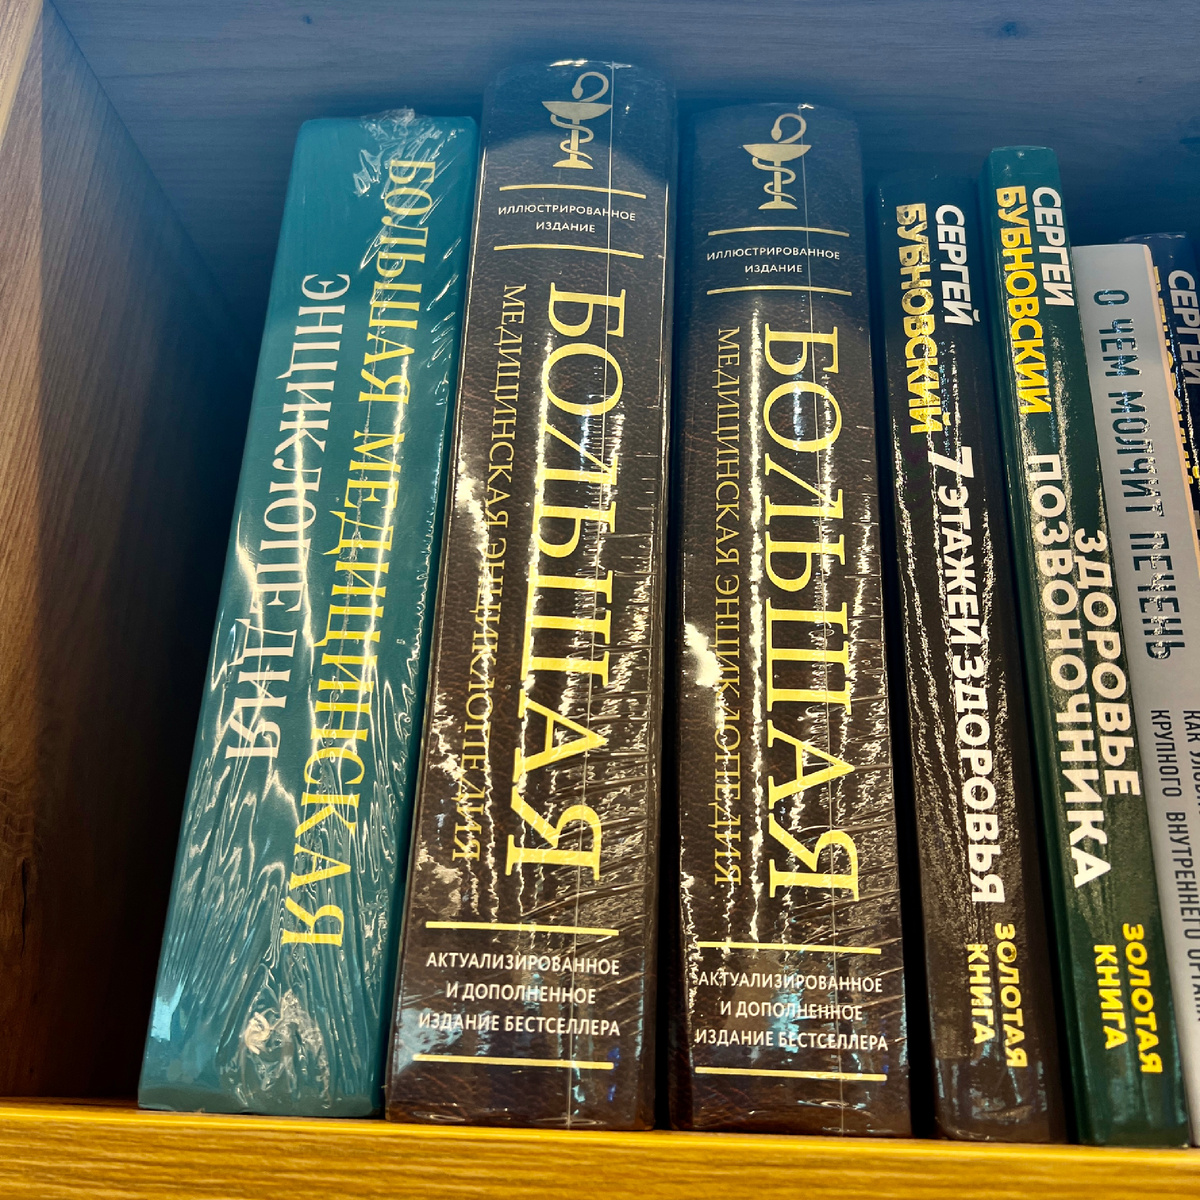 БОЛЬШАЯ МЕДИЦИНСКАЯ
ЭНЦИКЛОПЕДИЯ
ИЛЛЮСТРИРОВАННОЕ
ИЗДАНИЕ
БОЛЬШАЯ
МЕДИЦИНСКАЯ ЭНЦИКЛОПЕДИЯ
АКТУАЛИЗИРОВАННОЕ
И ДОПОЛНЕННОЕ
ИЗДАНИЕ БЕСТСЕЛЛЕРА
ИЛЛЮСТРИРОВАННОЕ
ИЗДАНИЕ
БОЛЬШАЯ
МЕДИЦИНСКАЯ ЭНЦИКЛОПЕДИЯ
АКТУАЛИЗИРОВАННОЕ
И ДОПОЛНЕННОЕ
ИЗДАНИЕ БЕСТСЕЛЛЕРА
СЕРГЕЙ
БУБНОВСКИЙ
7 ЭТАЖЕЙ ЗДОРОВЬЯ
ЗОЛОТАЯ
КНИГА
СЕРГЕЙ
БУБНОВСКИЙ
ЗДОРОВЬЕ
ПОЗВОНОЧНИКА
ЗОЛОТАЯ
КНИГА
О ЧЕМ МОЛЧИТ ПЕЧЕНЬ
КАК
КРУПНОГО ВНУТРЕННЕГО ОРГАНА
СЕРГЕЙ